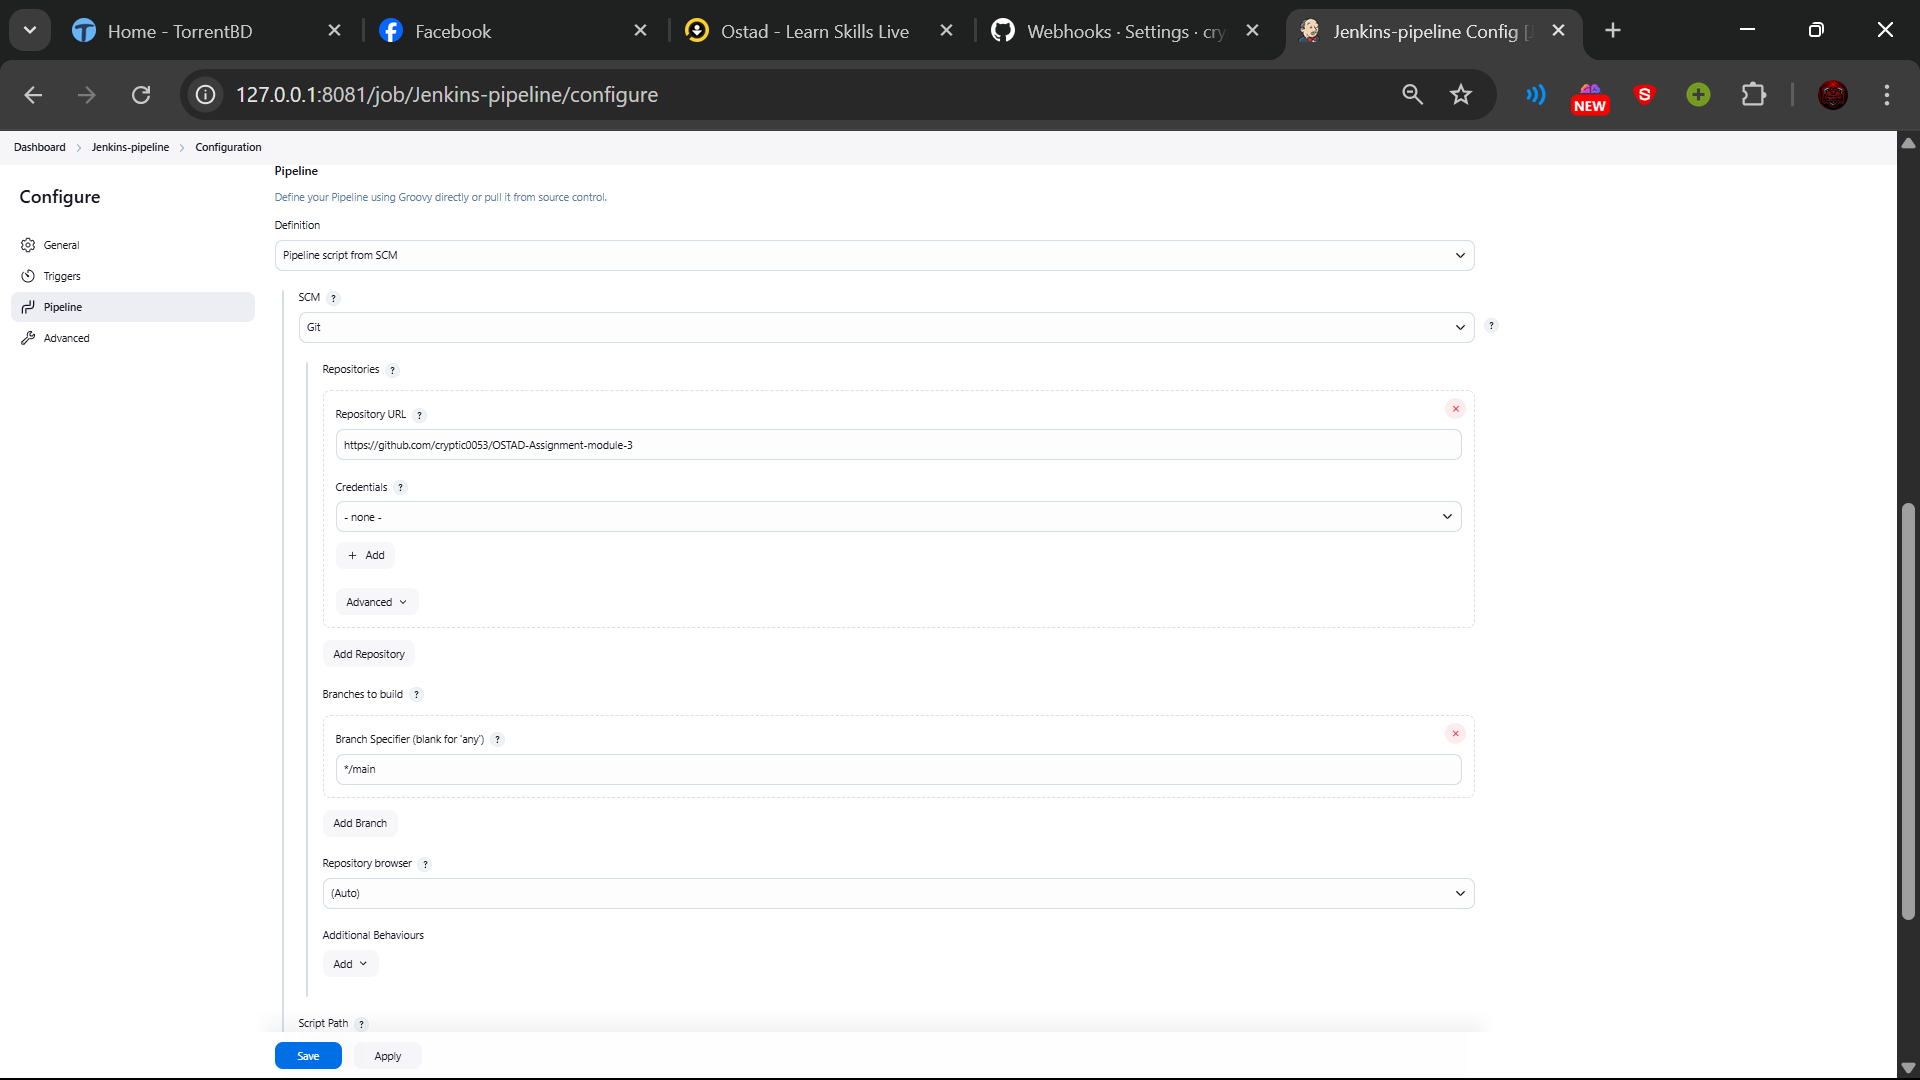 Home - TorrentBD
Facebook
Ostad - Learn Skills Live
Webhooks · Settings · cry
Jenkins-pipeline Config [J
127.0.0.1:8081/job/Jenkins-pipeline/configure
NEW
S
Dashboard
Jenkins-pipeline
Configuration
Configure
General
Triggers
Pipeline
Advanced
Pipeline
Define your Pipeline using Groovy directly or pull it from source control.
Definition
Pipeline script from SCM
SCM ?
Git
?
Repositories ?
Repository URL ?
https://github.com/cryptic0053/OSTAD-Assignment-module-3
Credentials ?
- none -
+ Add
Advanced
Add Repository
Branches to build ?
Branch Specifier (blank for 'any') ?
*/main
Add Branch
Repository browser ?
(Auto)
Additional Behaviours
Add
Script Path ?
Save
Apply